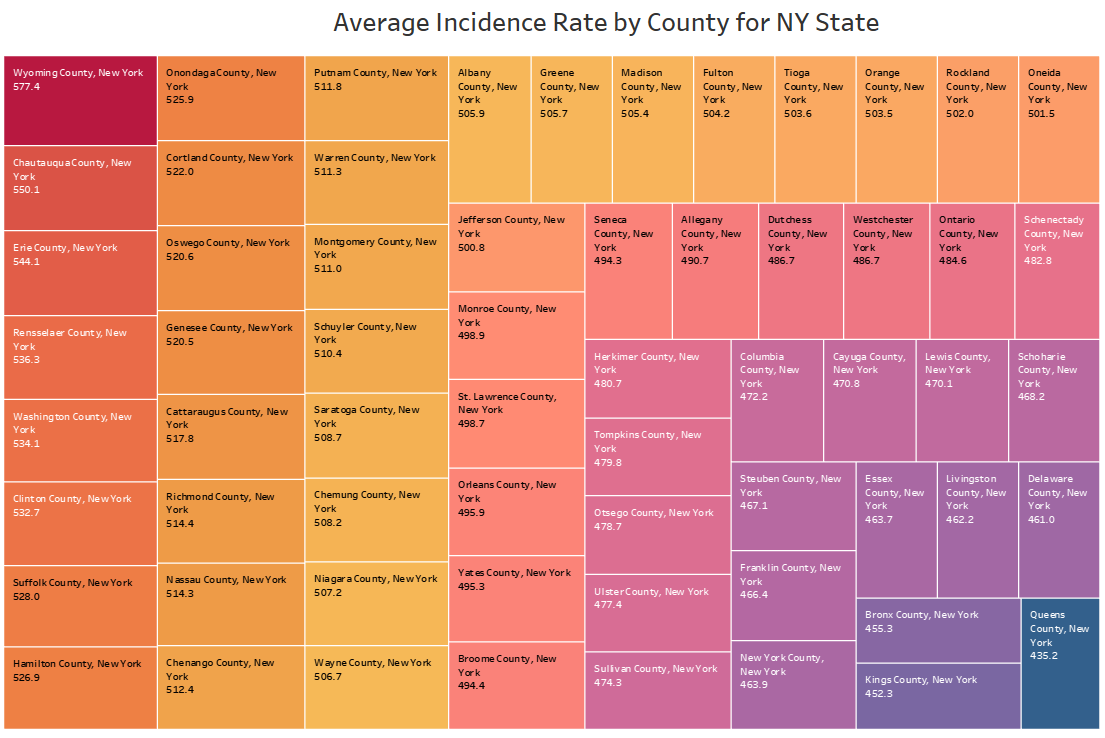 Average Incidence Rate by County for NY State
Wyoming County, New York
577.4
Chautauqua County, New
York
550.1
Erie County, New York
544.1
Rensselaer County, New
York
536.3
Washington County, New
York
534.1
Clinton County, New York
532.7
Suffolk County, New York
528.0
Hamilton County, New York
526.9
Onondaga County, New
York
525.9
Cortland County, New York
522.0
Oswego County, New York
520.6
Genesee County, New York
520.5
Cattaraugus County, New
York
517.8
Richmond County, New
York
514.4
Nassau County, New York
514.3
Chenango County, New
York
512.4
Putnam County, New York
511.8
Warren County, New York
511.3
Montgomery County, New
York
511.0
Schuyler County, New
York
510.4
Saratoga County, New
York
508.7
Chemung County, New
York
508.2
Niagara County, New York
507.2
Wayne County, New York
506.7
Albany
County, New
York
505.9
Greene
County, New
York
505.7
Madison
County, New
York
505.4
Fulton
County, New
York
504.2
Tioga
County, New
York
503.6
Orange
County, New
York
503.5
Rockland
County, New
York
502.0
Oneida
County, New
York
501.5
Jefferson County, New
York
500.8
Monroe County, New
York
498.9
St. Lawrence County,
New York
498.7
Orleans County, New
York
495.9
Yates County, New York
495.3
Broome County, New
York
494.4
Seneca
County, New
York
494.3
Allegany
County, New
York
490.7
Dutchess
County, New
York
486.7
Westchester
County, New
York
486.7
Ontario
County, New
York
484.6
Schenectady
County, New
York
482.8
Herkimer County, New
York
480.7
Tompkins County, New
York
479.8
Otsego County, New York
478.7
Ulster County, New York
477.4
Sullivan County, New York
474.3
Columbia
County, New
York
472.2
Cayuga County,
New York
470.8
Lewis County,
New York
470.1
Schoharie
County, New
York
468.2
Steuben County, New
York
467.1
Franklin County, New
York
466.4
New York County,
New York
463.9
Essex
County, New
York
463.7
Livingston
County, New
York
462.2
Delaware
County, New
York
461.0
Bronx County, New York
455.3
Kings County, New York
452.3
Queens
County, New
York
435.2